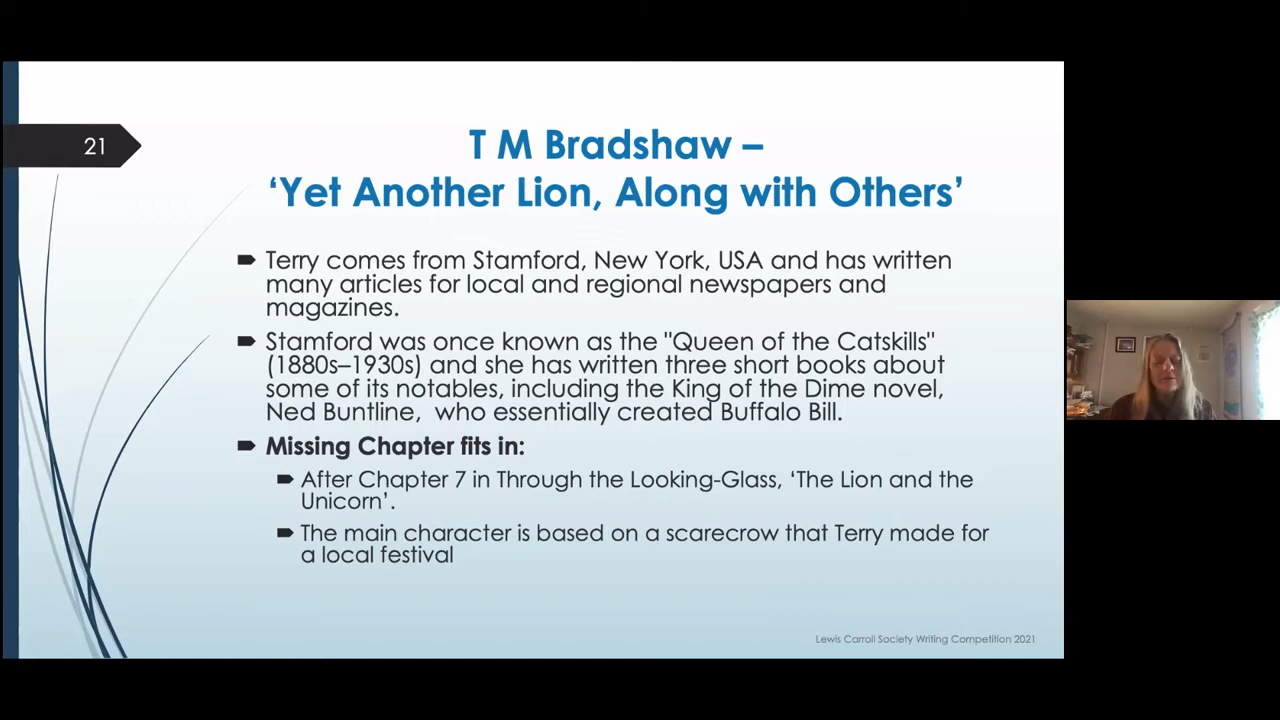 21
T M Bradshaw –
‘Yet Another Lion, Along with Others’
Terry comes from Stamford, New York, USA and has written
many articles for local and regional newspapers and
magazines.
Stamford was once known as the "Queen of the Catskills"
(1880s–1930s) and she has written three short books about
some of its notables, including the King of the Dime novel,
Ned Buntline, who essentially created Buffalo Bill.
Missing Chapter fits in:
After Chapter 7 in Through the Looking-Glass, ‘The Lion and the
Unicorn’.
The main character is based on a scarecrow that Terry made for
a local festival
Lewis Carroll Society Writing Competition 2021